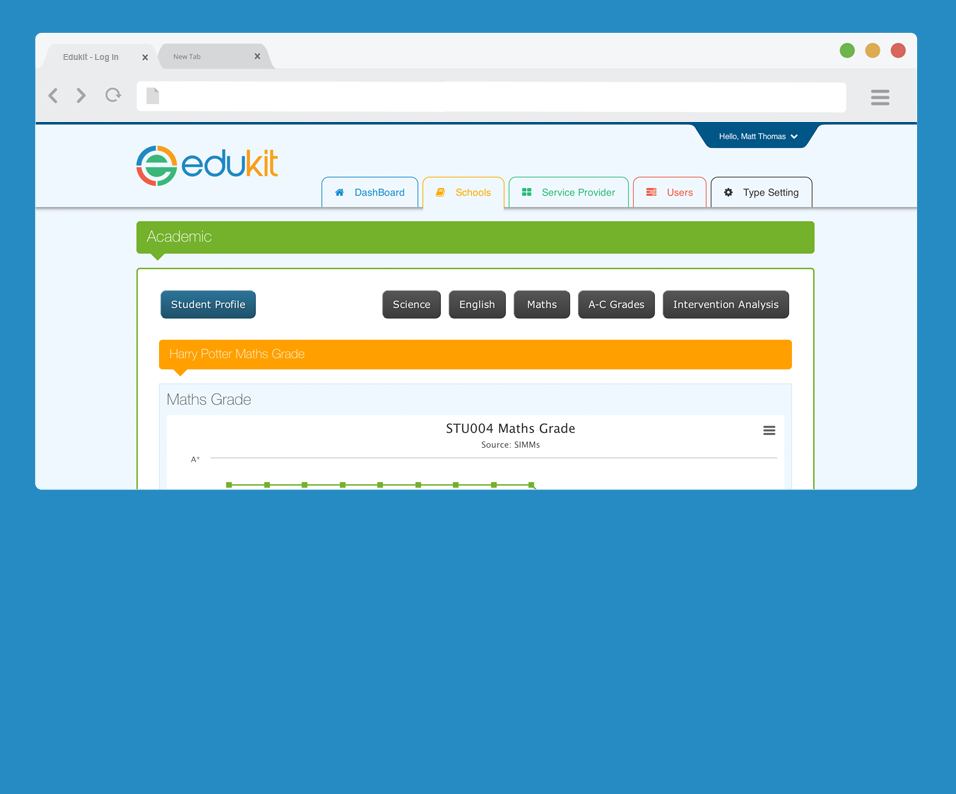 Edukit - Log In x New Tab x
Hello, Matt Thomas
edukit
DashBoard Schools Service Provider Users Type Setting
Academic
Student Profile Science English Maths A-C Grades Intervention Analysis
Harry Potter Maths Grade
Maths Grade
STU004 Maths Grade
Source: SIMMs
A*